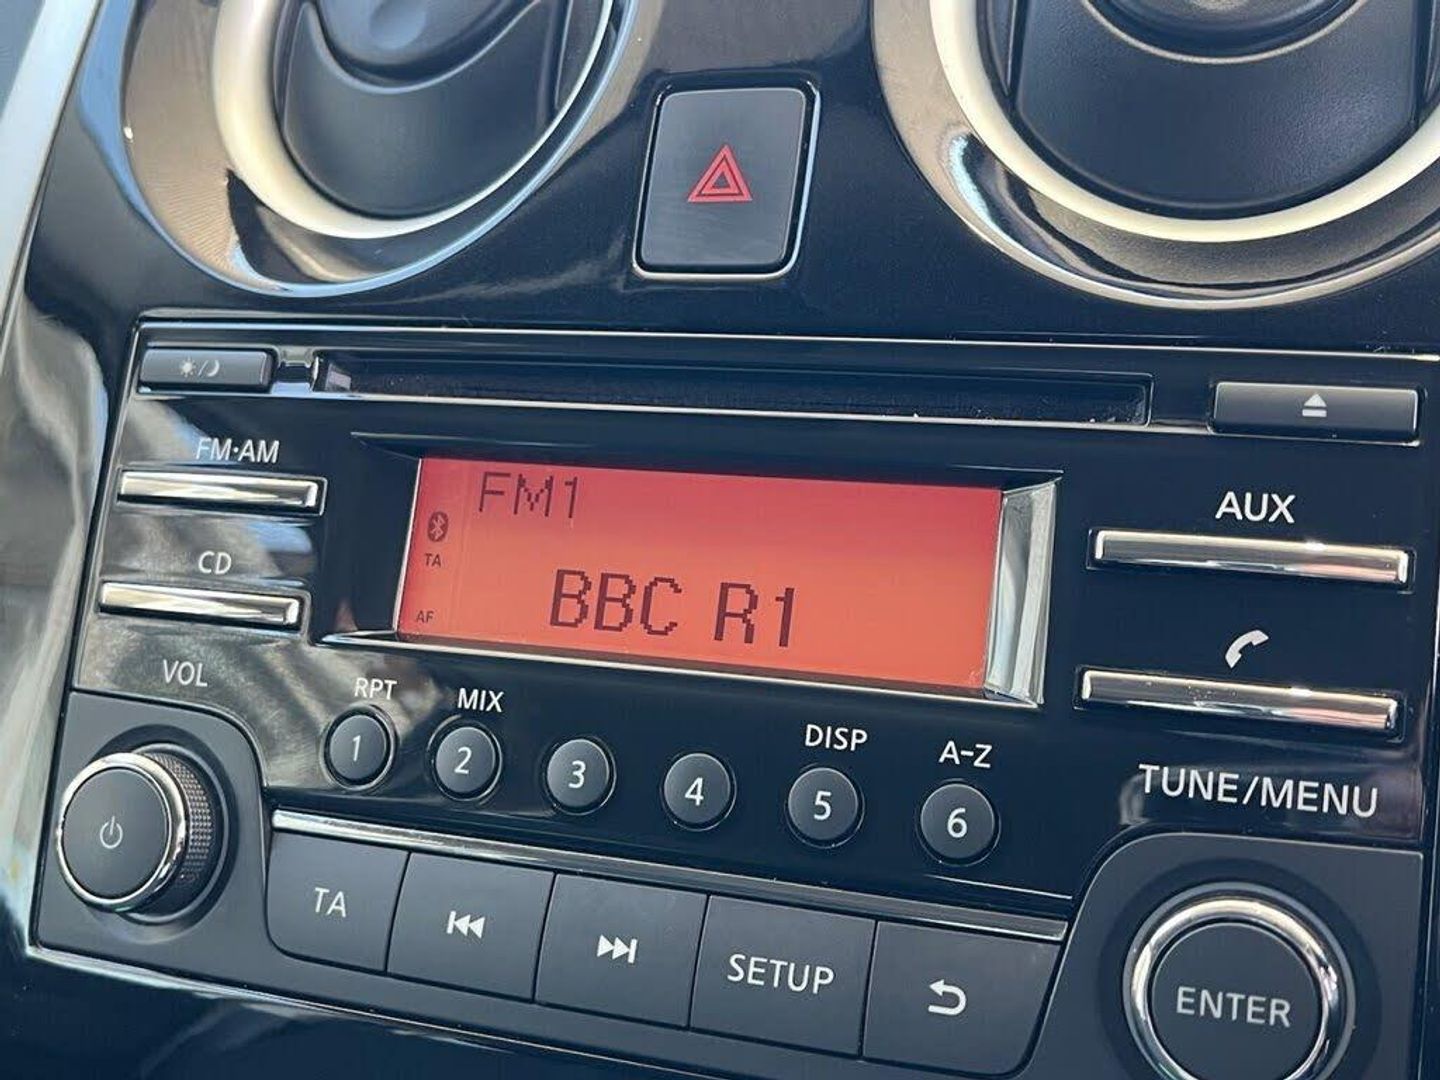 FM·AM
CD
VOL
FM1
TA
AF
BBC R1
AUX
RPT
MIX
DISP
A-Z
1
2
3
4
5
6
TUNE/MENU
TA
SETUP
ENTER